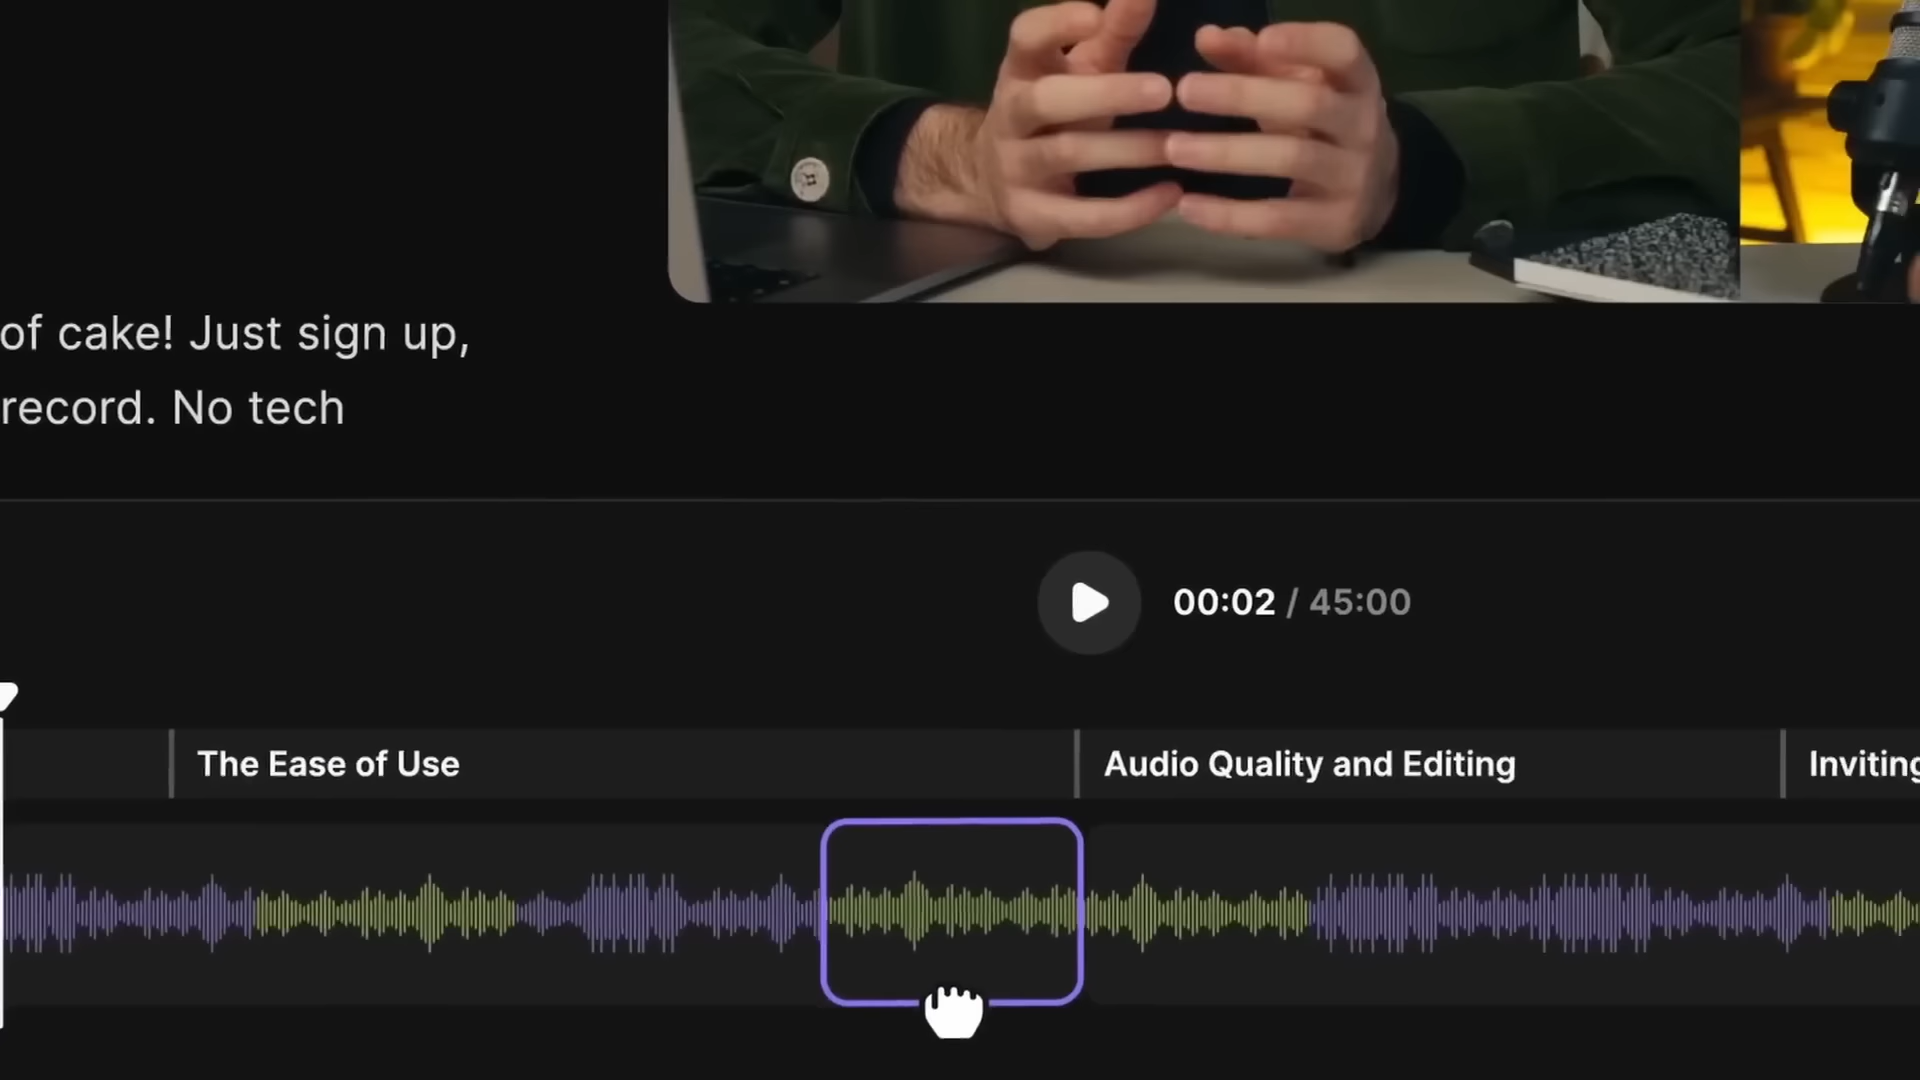 of cake! Just sign up,
record. No tech
00:02 / 45:00
The Ease of Use
Audio Quality and Editing
Inviting